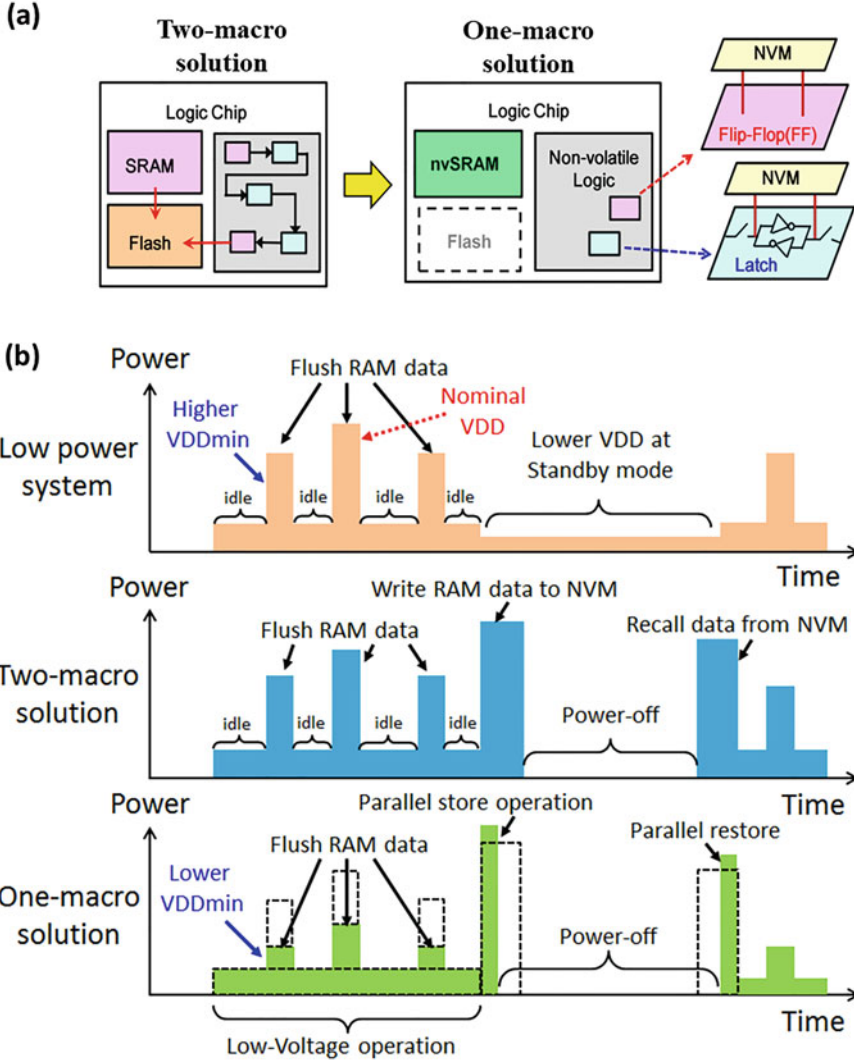 (a)
Two-macro
solution
One-macro
solution
Logic Chip
SRAM
Flash
Logic Chip
nvSRAM
Flash
Non-volatile
Logic
NVM
Flip-Flop(FF)
NVM
Latch
(b)
Power
Low power
system
Higher
VDDmin
Flush RAM data
Nominal
VDD
Lower VDD at
Standby mode
idle
idle
idle
idle
Time
Power
Two-macro
solution
Write RAM data to NVM
Flush RAM data
Recall data from NVM
idle
idle
idle
idle
Power-off
Time
Power
One-macro
solution
Parallel store operation
Flush RAM data
Parallel restore
Lower
VDDmin
Power-off
Time
Low-Voltage operation